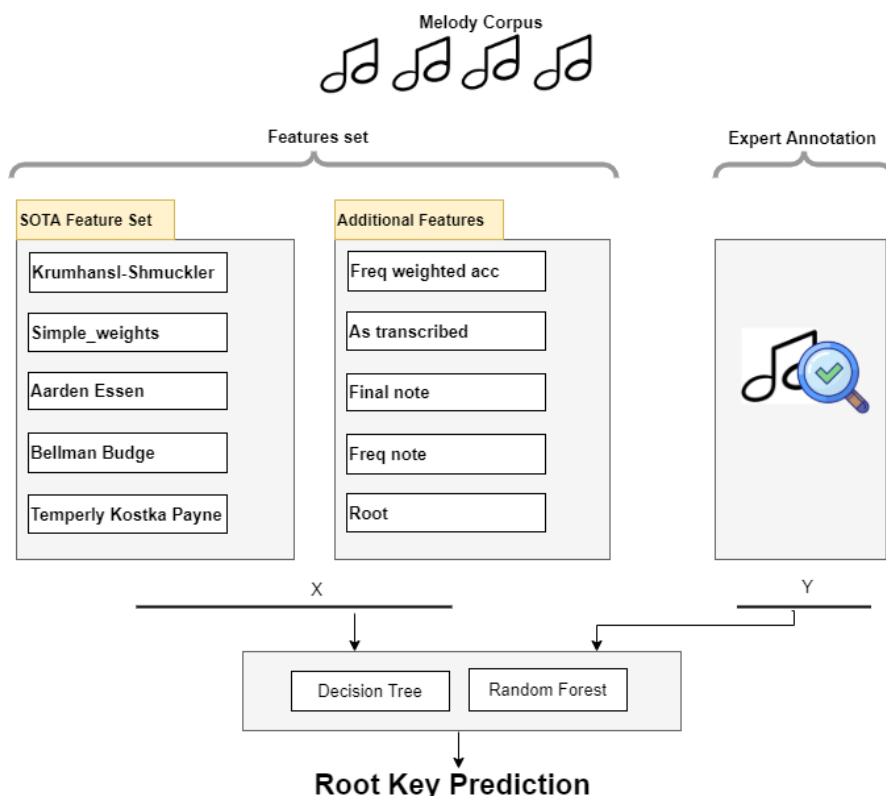 Melody Corpus
Features set
Expert Annotation
SOTA Feature Set
Krumhansl-Shmuckler
Simple_weights
Aarden Essen
Bellman Budge
Temperly Kostka Payne
Additional Features
Freq weighted acc
As transcribed
Final note
Freq note
Root
X
Y
Decision Tree
Random Forest
Root Key Prediction